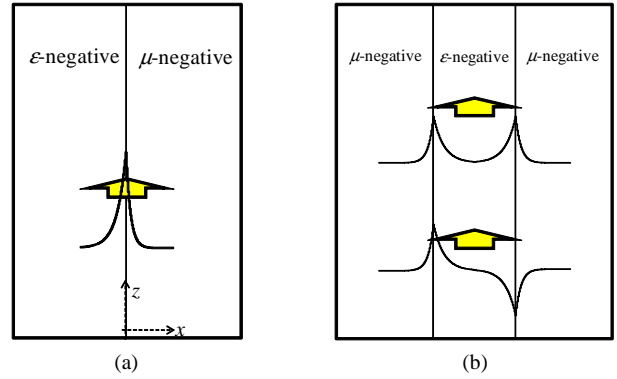 ε-negative μ-negative
μ-negative ε-negative μ-negative
z
x
(a) (b)